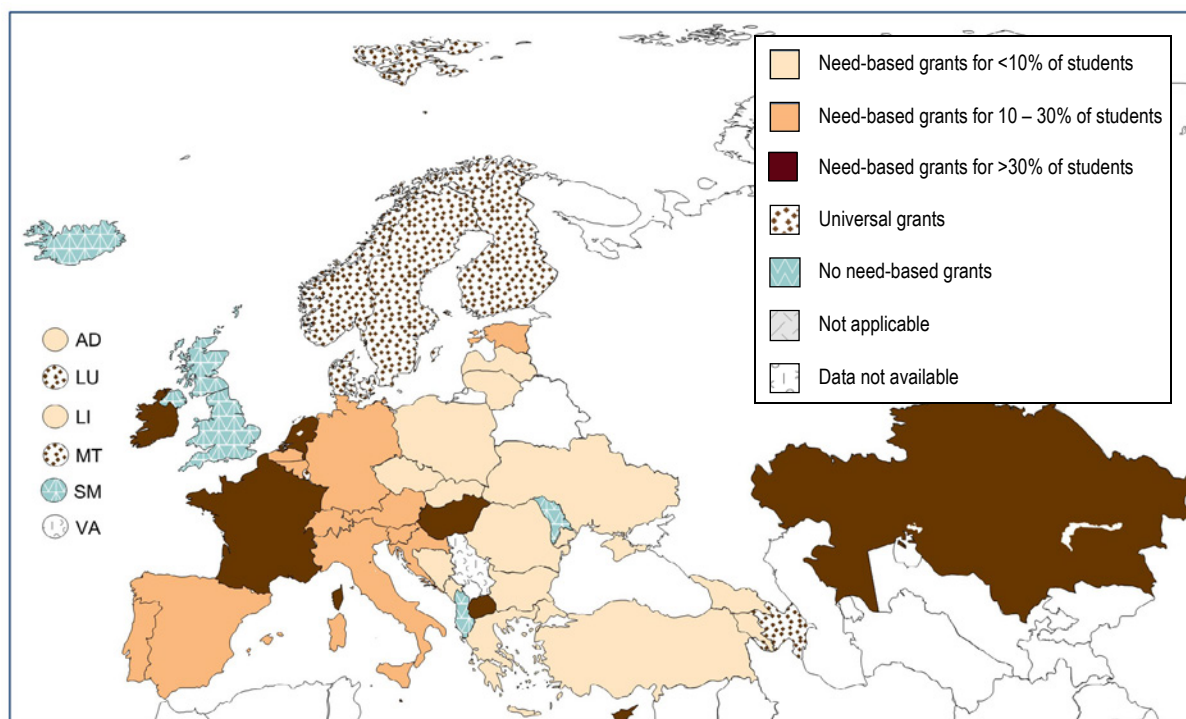 Need-based grants for <10% of students
Need-based grants for 10 – 30% of students
Need-based grants for >30% of students
Universal grants
No need-based grants
Not applicable
Data not available
AD
LU
LI
MT
SM
VA